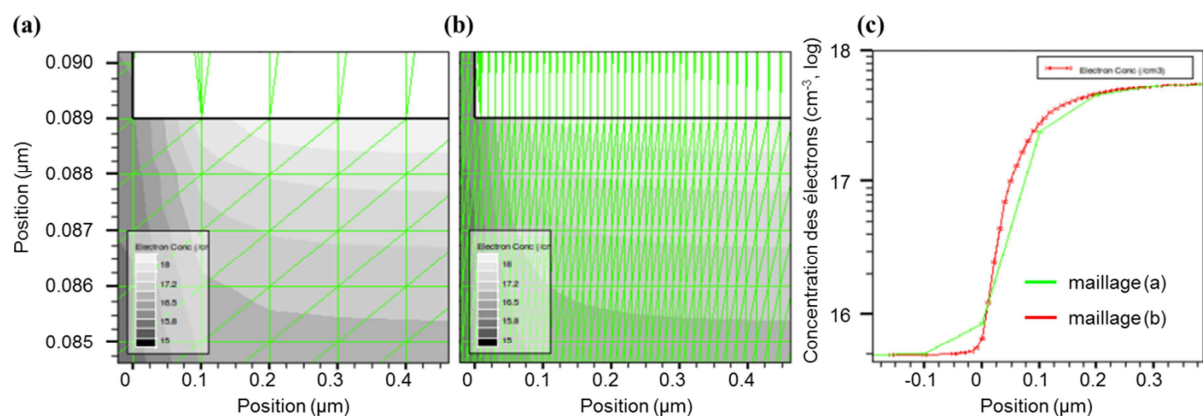 (a)
0.090
0.089
0.088
0.087
0.086
0.085
Position (µm)
Electron Conc (/cr
18
17.2
16.5
15.8
15
0 0.1 0.2 0.3 0.4
Position (µm)
(b)
Electron Conc (/cr
18
17.2
16.5
15.8
15
0 0.1 0.2 0.3 0.4
Position (µm)
(c)
Concentration des électrons (cm-3, log)
18
17
16
Electron Conc (/cm3)
maillage (a)
maillage (b)
-0.1 0 0.1 0.2 0.3
Position (µm)